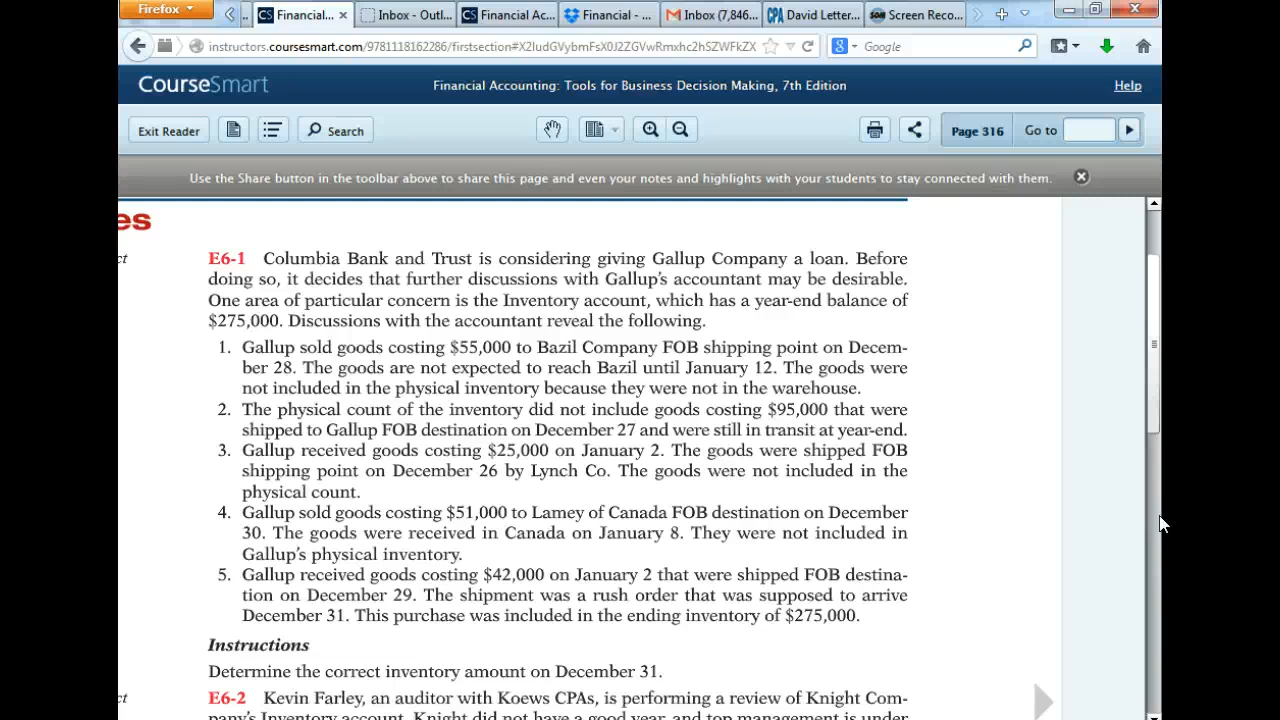 Firefox
Financial...
Inbox - Outl...
Financial Ac...
Financial - ...
Inbox (7,846...
David Letter...
Screen Reco...
instructors.coursesmart.com/9781118162286/firstsection#X2ludGVybmFsX0J2ZGVwRmxhc2hSZWFkZX
Google
CourseSmart
Financial Accounting: Tools for Business Decision Making, 7th Edition
Help
Exit Reader
Search
Page 316
Go to
Use the Share button in the toolbar above to share this page and even your notes and highlights with your students to stay connected with them.
es
ct
E6-1 Columbia Bank and Trust is considering giving Gallup Company a loan. Before
doing so, it decides that further discussions with Gallup's accountant may be desirable.
One area of particular concern is the Inventory account, which has a year-end balance of
$275,000. Discussions with the accountant reveal the following.
1. Gallup sold goods costing $55,000 to Bazil Company FOB shipping point on Decem-
ber 28. The goods are not expected to reach Bazil until January 12. The goods were
not included in the physical inventory because they were not in the warehouse.
2. The physical count of the inventory did not include goods costing $95,000 that were
shipped to Gallup FOB destination on December 27 and were still in transit at year-end.
3. Gallup received goods costing $25,000 on January 2. The goods were shipped FOB
shipping point on December 26 by Lynch Co. The goods were not included in the
physical count.
4. Gallup sold goods costing $51,000 to Lamey of Canada FOB destination on December
30. The goods were received in Canada on January 8. They were not included in
Gallup's physical inventory.
5. Gallup received goods costing $42,000 on January 2 that were shipped FOB destina-
tion on December 29. The shipment was a rush order that was supposed to arrive
December 31. This purchase was included in the ending inventory of $275,000.
Instructions
Determine the correct inventory amount on December 31.
ct
E6-2 Kevin Farley, an auditor with Koews CPAs, is performing a review of Knight Com-
pany's Inventory account. Knight did not have a good year, and top management is under